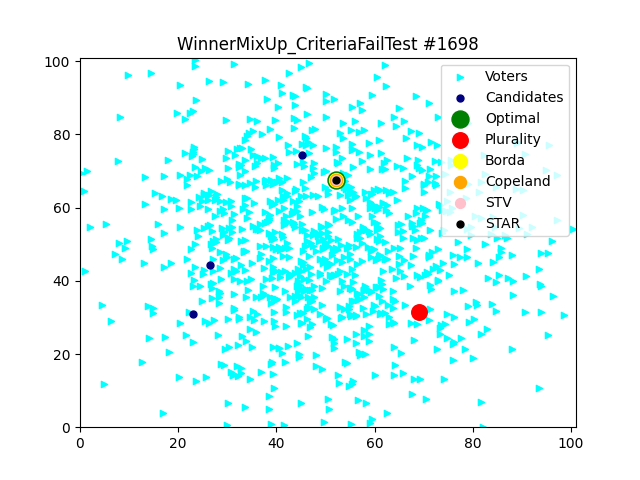 WinnerMixUp_CriteriaFailTest #1698
100
80
60
40
20
0
0
20
40
60
80
100
Voters
Candidates
Optimal
Plurality
Borda
Copeland
STV
STAR